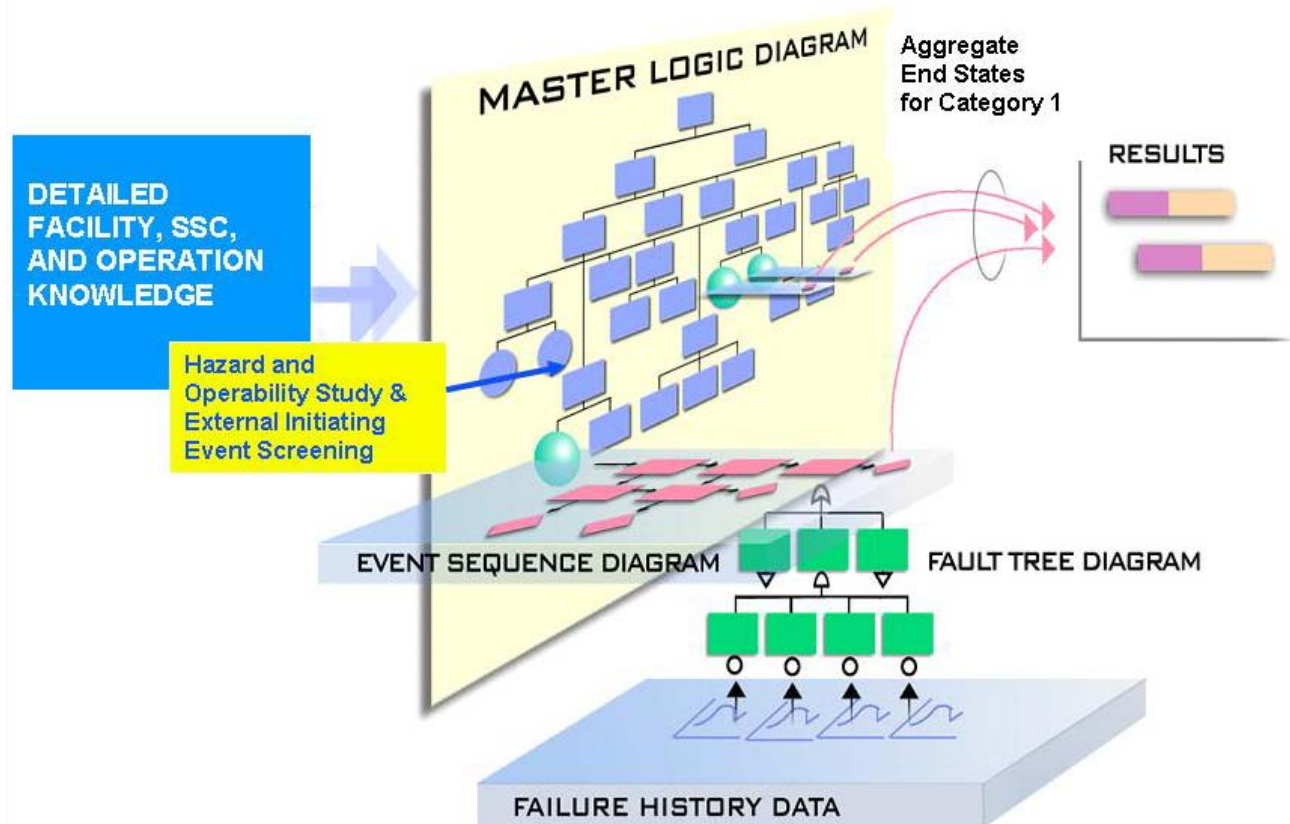 MASTER LOGIC DIAGRAM
Aggregate
End States
for Category 1
RESULTS
DETAILED
FACILITY, SSC,
AND OPERATION
KNOWLEDGE
Hazard and
Operability Study &
External Initiating
Event Screening
EVENT SEQUENCE DIAGRAM
FAULT TREE DIAGRAM
FAILURE HISTORY DATA